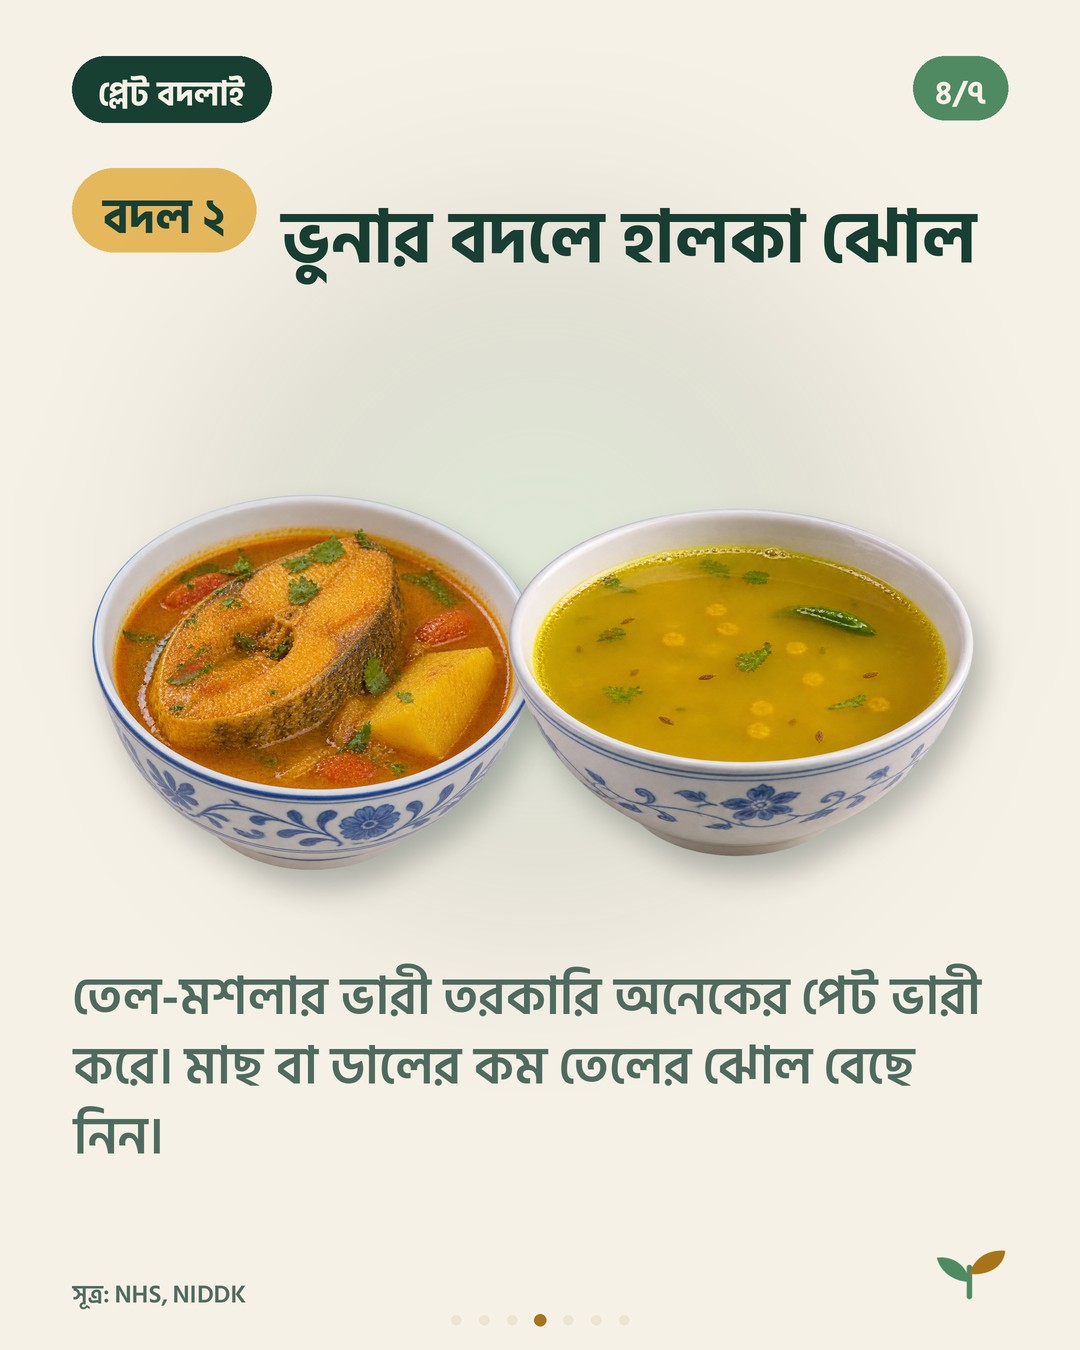 প্লেট বদলাই
৪/৭
বদল ২
ভুনার বদলে হালকা ঝোল
তেল-মশলার ভারী তরকারি অনেকের পেট ভারী
করে। মাছ বা ডালের কম তেলের ঝোল বেছে
নিন।
সূত্র: NHS, NIDDK